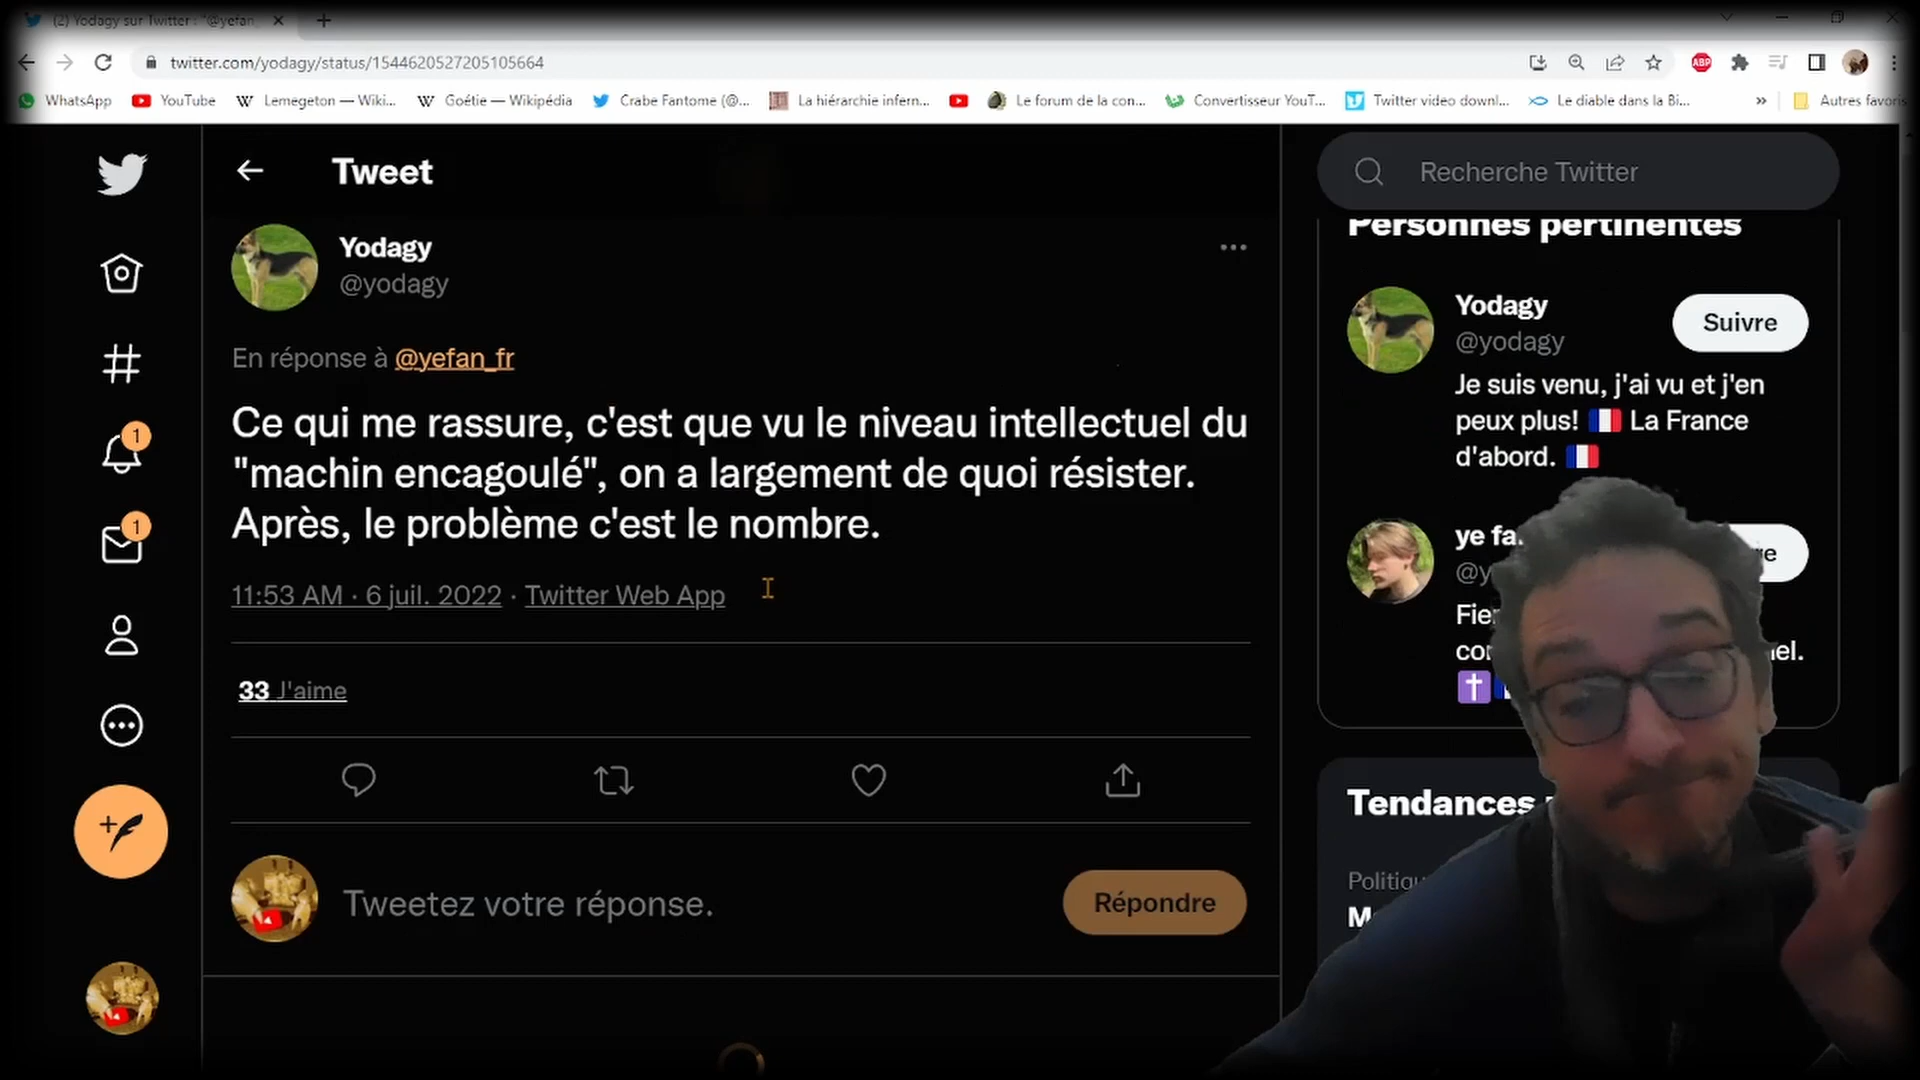 (2) Yodagy sur Twitter : "@yefan_
twitter.com/yodagy/status/1544620527205105664
ABP
WhatsApp
YouTube
Lemegeton — Wiki...
Goétie — Wikipédia
Crabe Fantome (@...
La hiérarchie infern...
Le forum de la con...
Convertisseur YouT...
Twitter video downl...
Le diable dans la Bi...
»
Autres favoris
Tweet
Recherche Twitter
Personnes pertinentes
Yodagy
@yodagy
En réponse à @yefan_fr
Ce qui me rassure, c'est que vu le niveau intellectuel du
"machin encagoulé", on a largement de quoi résister.
Après, le problème c'est le nombre.
11:53 AM · 6 juil. 2022 · Twitter Web App
33 J'aime
Tweetez votre réponse.
Répondre
1
1
Yodagy
@yodagy
Suivre
Je suis venu, j'ai vu et j'en
peux plus! 🇫🇷 La France
d'abord. 🇫🇷
ye fa
@y
Tendances